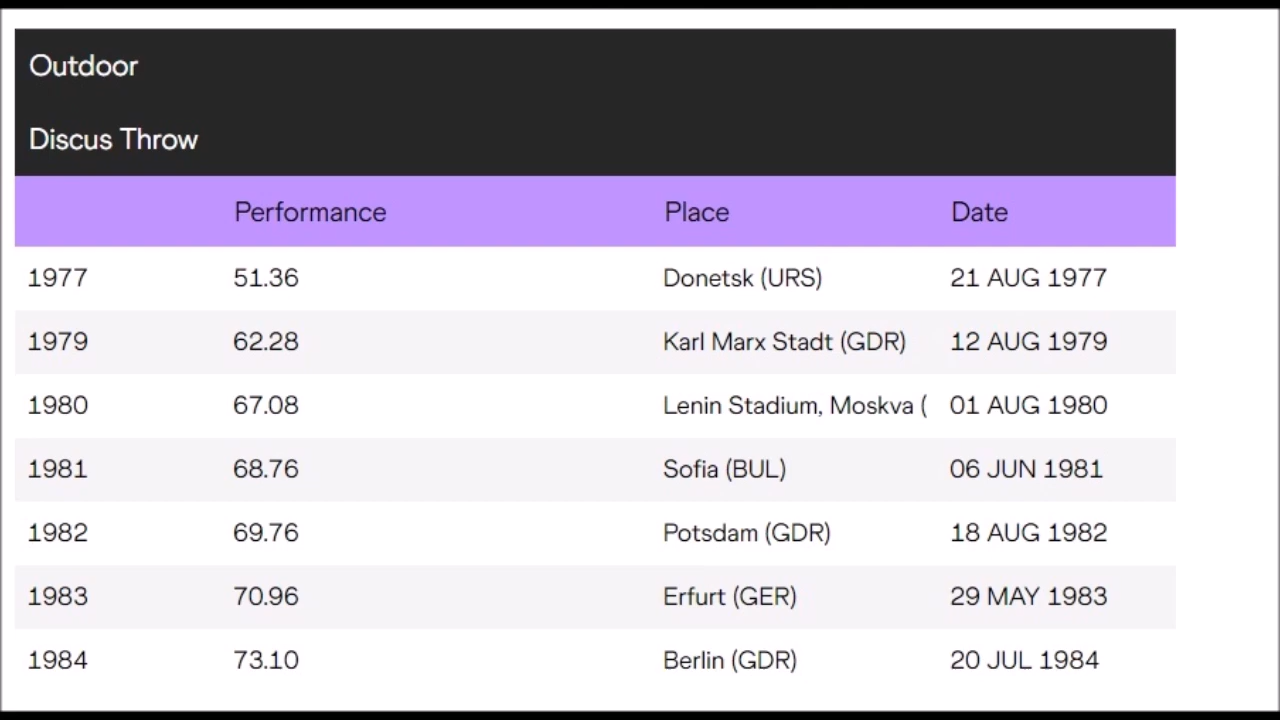 Outdoor
Discus Throw
Performance Place Date
1977 51.36 Donetsk (URS) 21 AUG 1977
1979 62.28 Karl Marx Stadt (GDR) 12 AUG 1979
1980 67.08 Lenin Stadium, Moskva ( 01 AUG 1980
1981 68.76 Sofia (BUL) 06 JUN 1981
1982 69.76 Potsdam (GDR) 18 AUG 1982
1983 70.96 Erfurt (GER) 29 MAY 1983
1984 73.10 Berlin (GDR) 20 JUL 1984